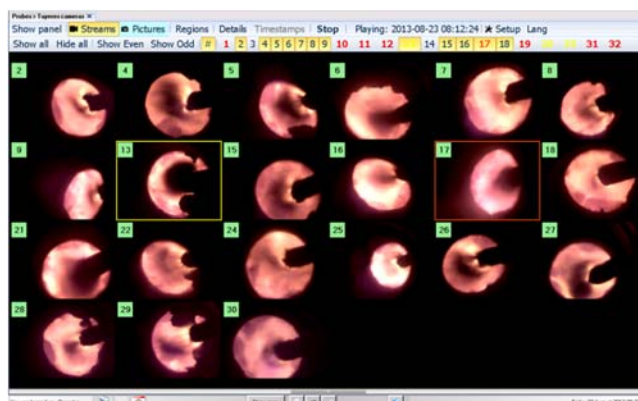 Probes > Tuyeres cameras ×
Show panel Streams Pictures Regions Details Timestamps Stop Playing: 2013-08-23 08:12:24 Setup Lang
Show all Hide all Show Even Show Odd # 1 2 3 4 5 6 7 8 9 10 11 12 14 15 16 17 18 19 31 32
2 4 5 6 7 8
9 13 15 16 17 18
21 22 24 25 26 27
28 29 30